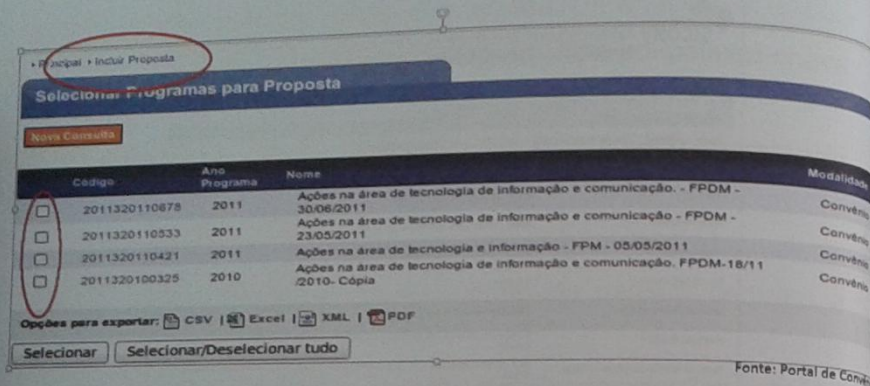 Principal Incluir Proposta
Selecionar Programas para Proposta
Nova Consulta
Código Ano Programa Nome Modalidade
2011320110678 2011 Ações na área de tecnologia de informação e comunicação. - FPDM - 30/06/2011 Convênio
2011320110533 2011 Ações na área de tecnologia de informação e comunicação - FPDM - 23/05/2011 Convênio
2011320110421 2011 Ações na área de tecnologia e informação - FPM - 05/05/2011 Convênio
2011320100325 2010 Ações na área de tecnologia de informação e comunicação. FPDM-18/11/2010- Cópia Convênio
Opções para exportar: CSV | Excel | XML | PDF
Selecionar Selecionar/Deselecionar tudo
Fonte: Portal de Convê